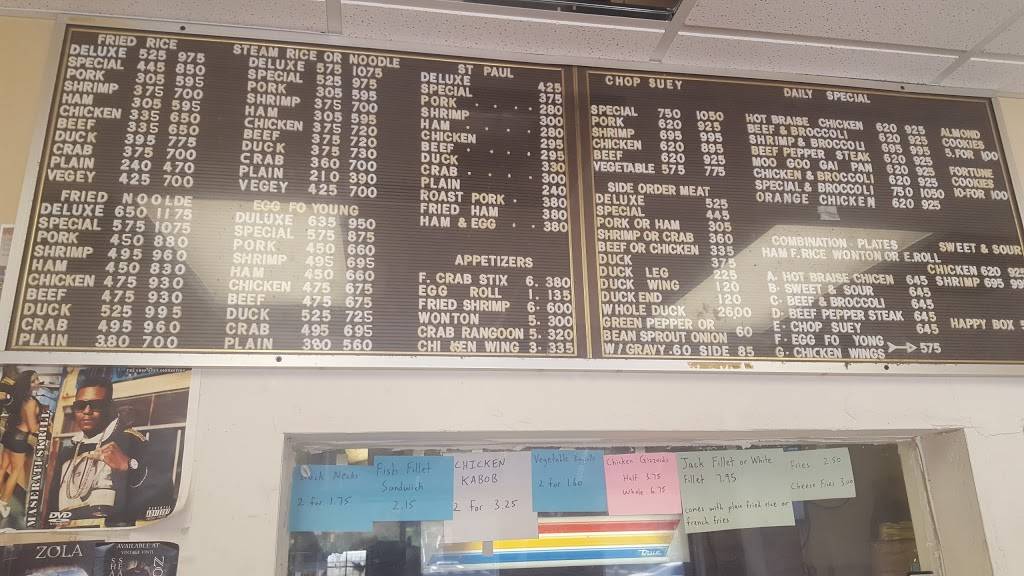 FRIED RICE
DELUXE 525 975
SPECIAL 445 850
PORK 305 595
SHRIMP 375 700
HAM 305 595
CHICKEN 335 650
BEEF 335 650
DUCK 395 775
CRAB 375 700
PLAIN 240 470
VEGEY 425 700
FRIED NOOLDE
DELUXE 650 1175
SPECIAL 575 1075
PORK 450 880
SHRIMP 495 960
HAM 450 830
CHICKEN 475 930
BEEF 475 930
DUCK 525 995
CRAB 495 960
PLAIN 380 700
STEAM RICE OR NOODLE
DELUXE 575 1075
SPECIAL 525 975
PORK 305 595
SHRIMP 375 700
HAM 305 595
CHICKEN 375 720
BEEF 375 720
DUCK 375 750
CRAB 360 700
PLAIN 210 390
VEGEY 425 700
EGG FO YOUNG
DULUXE 635 950
SPECIAL 575 875
PORK 450 660
SHRIMP 495 695
HAM 450 660
CHICKEN 475 675
BEEF 475 675
DUCK 525 725
CRAB 495 695
PLAIN 380 560
ST PAUL
DELUXE 425
SPECIAL 375
PORK . . . . 280
SHRIMP . . . 300
HAM . . . . 280
CHICKEN . . 295
BEEF . . . . 295
DUCK . . . . 330
CRAB . . . . 330
PLAIN . . . . 240
ROAST PORK . 380
FRIED HAM . . 380
HAM & EGG . . 380
APPETIZERS
F. CRAB STIX 6. 380
EGG ROLL 1. 135
FRIED SHRIMP 6. 600
WONTON 5. 300
CRAB RANGOON 5. 520
CHICKEN WING 3. 335
CHOP SUEY
SPECIAL 750 1050
PORK 620 925
SHRIMP 695 995
CHICKEN 620 895
BEEF 620 925
VEGETABLE 575 775
SIDE ORDER MEAT
DELUXE 525
SPECIAL 445
PORK OR HAM 305
SHRIMP OR CRAB 360
BEEF OR CHICKEN 335
DUCK 375
DUCK LEG 225
DUCK WING 120
DUCK END 120
WHOLE DUCK 2600
GREEN PEPPER OR
BEAN SPROUT ONION 60
W/GRAVY .60 SIDE 85
DAILY SPECIAL
HOT BRAISE CHICKEN 620 925
BEEF & BROCCOLI 620 925
SHRIMP & BROCCOLI 695 995
BEEF PEPPER STEAK 620 925
MOO GOO GAI PAN 620 925
CHICKEN & BROCCOLI 620 925
SPECIAL & BROCCOLI 750 1050
ORANGE CHICKEN 620 925
ALMOND
COOKIES
5.FOR 100
FORTUNE
COOKIES
10-FOR 100
COMBINATION PLATES
HAM F.RICE WONTON OR E.ROLL
A. HOT BRAISE CHINCEN 645
B. SWEET & SOUR 645
C. BEEF & BROCCOLI 645
D. BEEF PEPPER STEAK 645
E. CHOP SUEY 645
F. EGG FO YONG
G. CHICKEN WINGS 575
SWEET & SOUR
CHICKEN 620 925
SHRIMP 695 99
HAPPY BOX
Fish Fillet
Sandwich
2.15
2 for 1.75
CHICKEN
KABOB
2 for 3.25
Vegetable
2 for 1.60
Chicken Gizzards
Half 3.75
Whole 6.75
Jack Fillet or White
Fillet 7.95
comes with plain fried rice or
french fries
Fries 2.50
Cheese Fries 3.00
True
DVD
ZOLA
AVAILABLE AT
VINTAGE VINYL